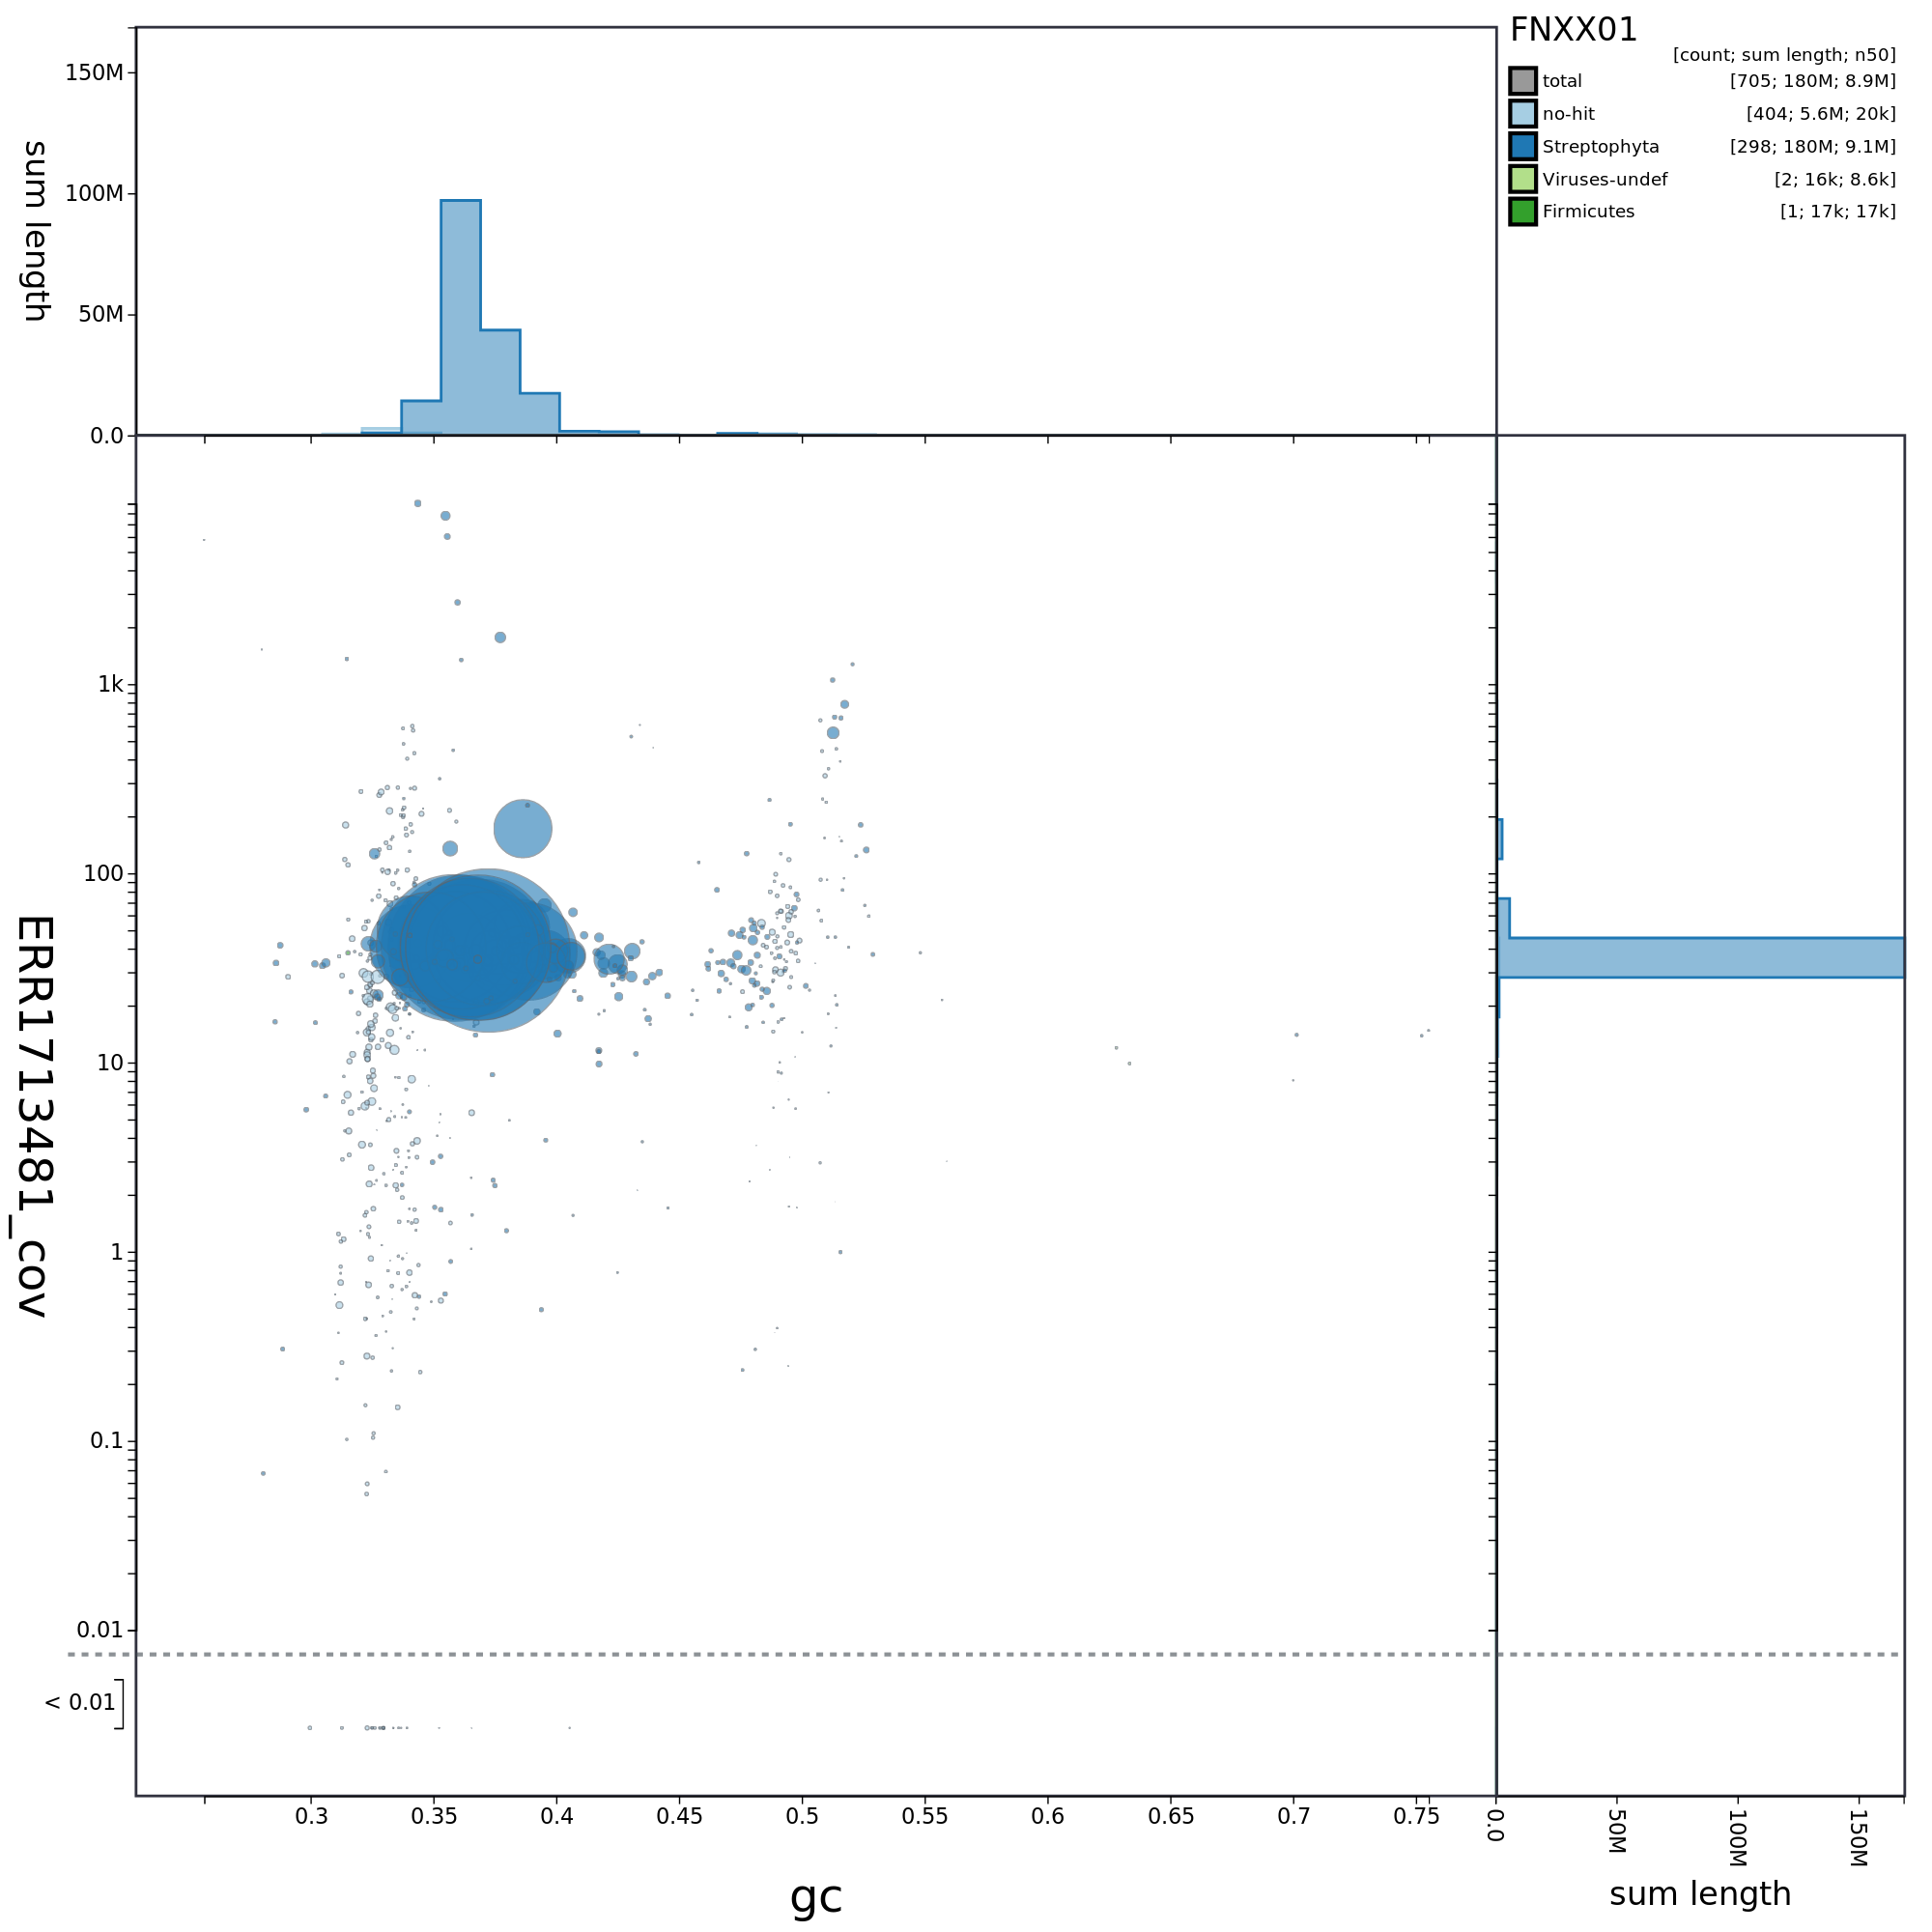 FNXX01
[count; sum length; n50]
total [705; 180M; 8.9M]
no-hit [404; 5.6M; 20k]
Streptophyta [298; 180M; 9.1M]
Viruses-undef [2; 16k; 8.6k]
Firmicutes [1; 17k; 17k]
sum length
150M
100M
50M
0.0
ERR1713481_cov
1k
100
10
1
0.1
0.01
< 0.01
0.3 0.35 0.4 0.45 0.5 0.55 0.6 0.65 0.7 0.75
gc
0.0 50M 100M 150M
sum length